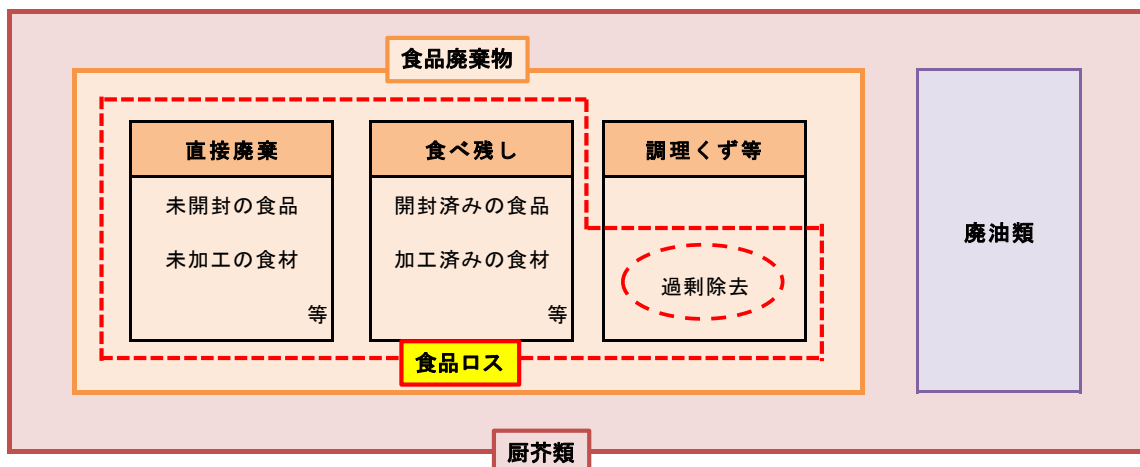 食品廃棄物
直接廃棄
未開封の食品
未加工の食材
等
食べ残し
開封済みの食品
加工済みの食材
等
調理くず等
過剰除去
食品ロス
廃油類
厨芥類